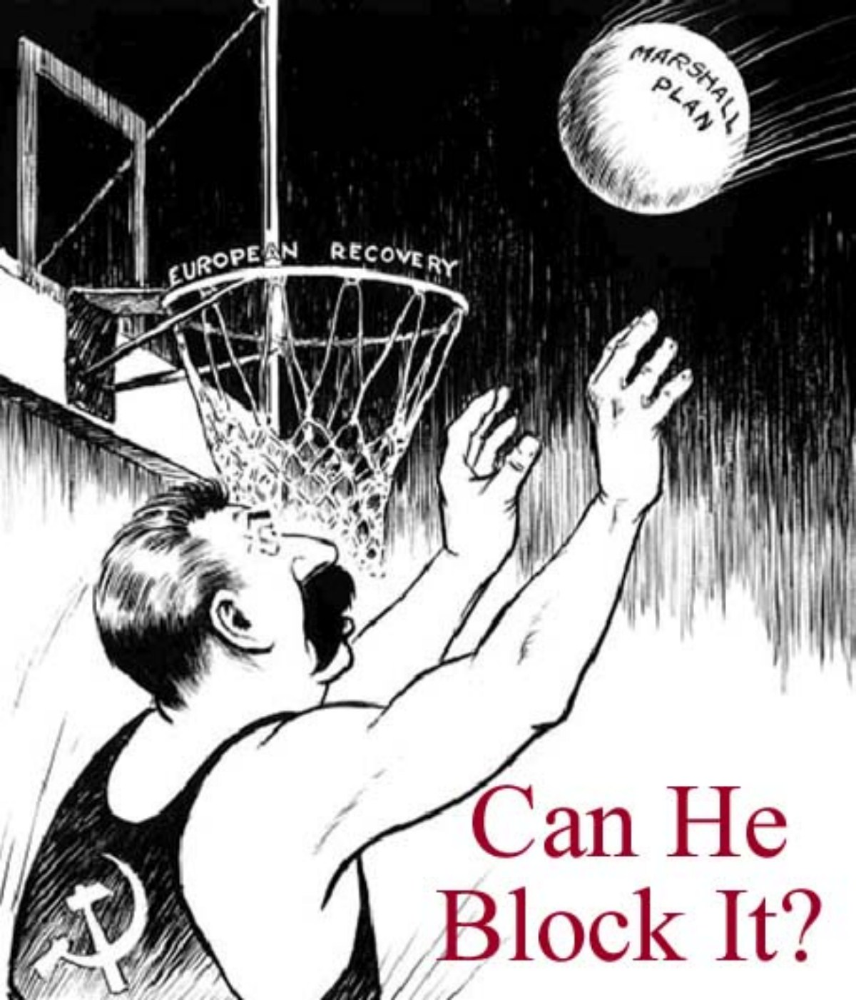 MARSHALL
PLAN
EUROPEAN RECOVERY
Can He
Block It?